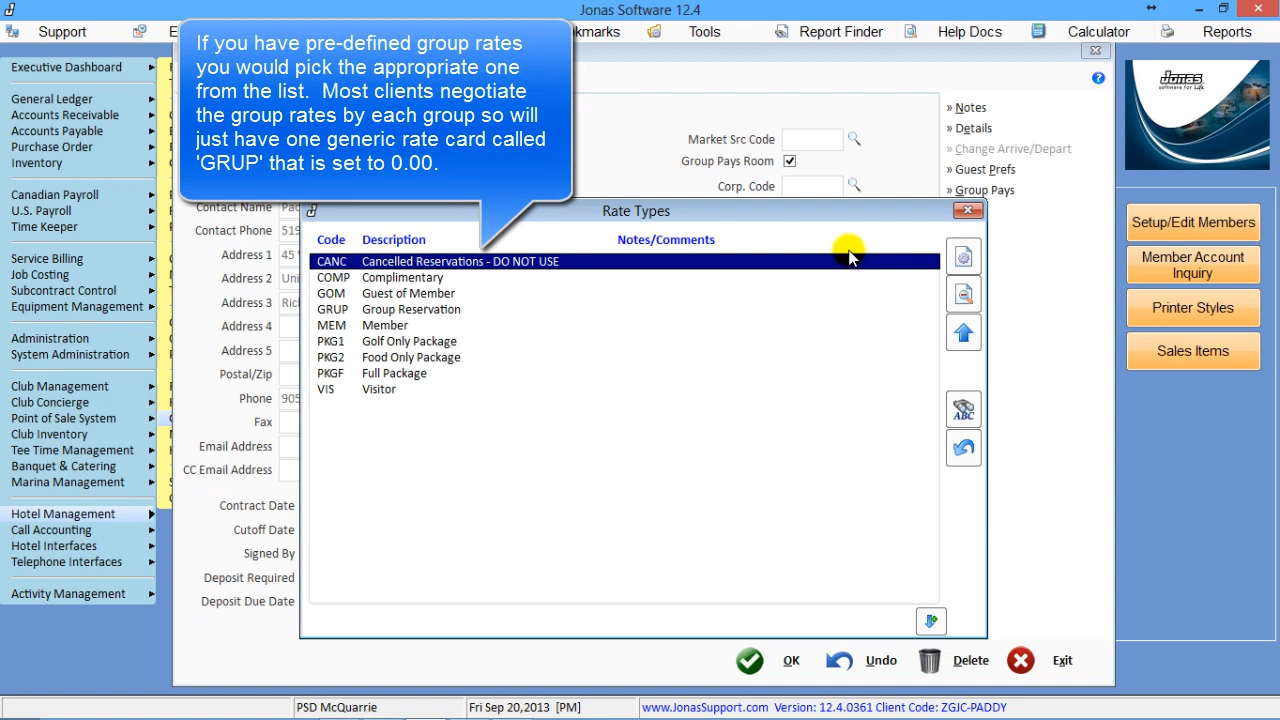 Jonas Software 12.4
Support
E
kmarks
Tools
Report Finder
Help Docs
Calculator
Reports
If you have pre-defined group rates
you would pick the appropriate one
from the list. Most clients negotiate
the group rates by each group so will
just have one generic rate card called
'GRUP' that is set to 0.00.
Executive Dashboard
General Ledger
Accounts Receivable
Accounts Payable
Purchase Order
Inventory
Canadian Payroll
U.S. Payroll
Time Keeper
Service Billing
Job Costing
Subcontract Control
Equipment Management
Administration
System Administration
Club Management
Club Concierge
Point of Sale System
Club Inventory
Tee Time Management
Banquet & Catering
Marina Management
Hotel Management
Call Accounting
Hotel Interfaces
Telephone Interfaces
Activity Management
Market Src Code
Group Pays Room
Corp. Code
» Notes
» Details
» Change Arrive/Depart
» Guest Prefs
» Group Pays
Contact Name Pad
Contact Phone 519
Address 1 45
Address 2 Uni
Address 3 Ric
Address 4
Address 5
Postal/Zip
Phone 905
Fax
Email Address
CC Email Address
Contract Date
Cutoff Date
Signed By
Deposit Required
Deposit Due Date
Rate Types
Code Description Notes/Comments
CANC Cancelled Reservations - DO NOT USE
COMP Complimentary
GOM Guest of Member
GRUP Group Reservation
MEM Member
PKG1 Golf Only Package
PKG2 Food Only Package
PKGF Full Package
VIS Visitor
ABC
OK
Undo
Delete
Exit
Jonas
software for Life
Setup/Edit Members
Member Account
Inquiry
Printer Styles
Sales Items
PSD McQuarrie
Fri Sep 20,2013 [PM]
www.JonasSupport.com Version: 12.4.0361 Client Code: ZGJC-PADDY